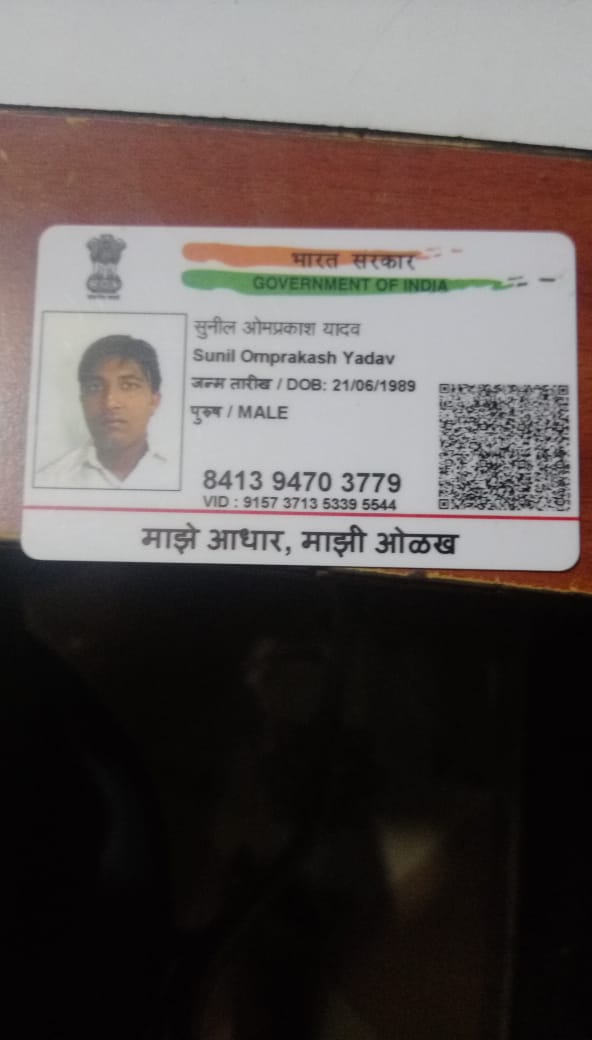 भारत सरकार
GOVERNMENT OF INDIA
सुनील ओमप्रकाश यादव
Sunil Omprakash Yadav
जन्म तारीख / DOB: 21/06/1989
पुरुष / MALE
8413 9470 3779
VID : 9157 3713 5339 5544
माझे आधार, माझी ओळख